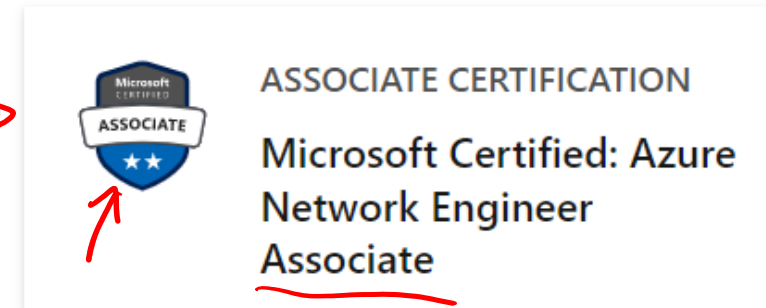 Microsoft
CERTIFIED
ASSOCIATE
ASSOCIATE CERTIFICATION
Microsoft Certified: Azure
Network Engineer
Associate